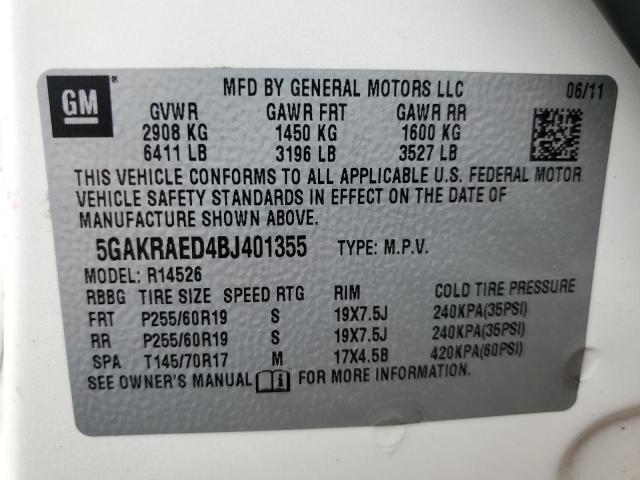 GM
MFD BY GENERAL MOTORS LLC 06/11
GVWR GAWR FRT GAWR RR
2908 KG 1450 KG 1600 KG
6411 LB 3196 LB 3527 LB
THIS VEHICLE CONFORMS TO ALL APPLICABLE U.S. FEDERAL MOTOR
VEHICLE SAFETY STANDARDS IN EFFECT ON THE DATE OF
MANUFACTURE SHOWN ABOVE.
5GAKRAED4BJ401355 TYPE: M.P.V.
MODEL: R14526
RBBG TIRE SIZE SPEED RTG RIM COLD TIRE PRESSURE
FRT P255/60R19 S 19X7.5J 240KPA(35PSI)
RR P255/60R19 S 19X7.5J 240KPA(35PSI)
SPA T145/70R17 M 17X4.5B 420KPA(60PSI)
SEE OWNER'S MANUAL FOR MORE INFORMATION.